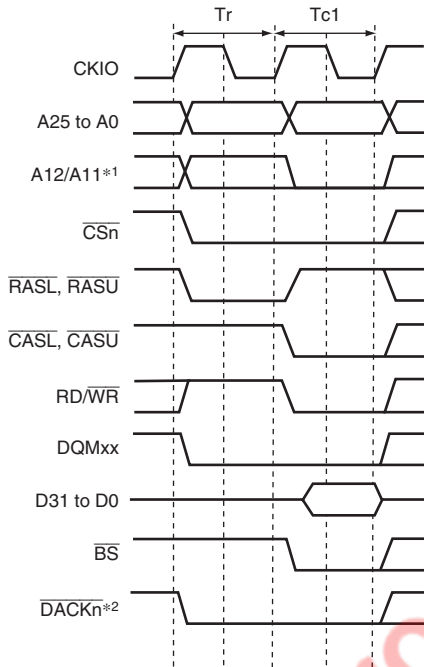 Tr Tc1
CKIO
A25 to A0
A12/A11*1
CSn
RASL, RASU
CASL, CASU
RD/WR
DQMxx
D31 to D0
BS
DACKn*2